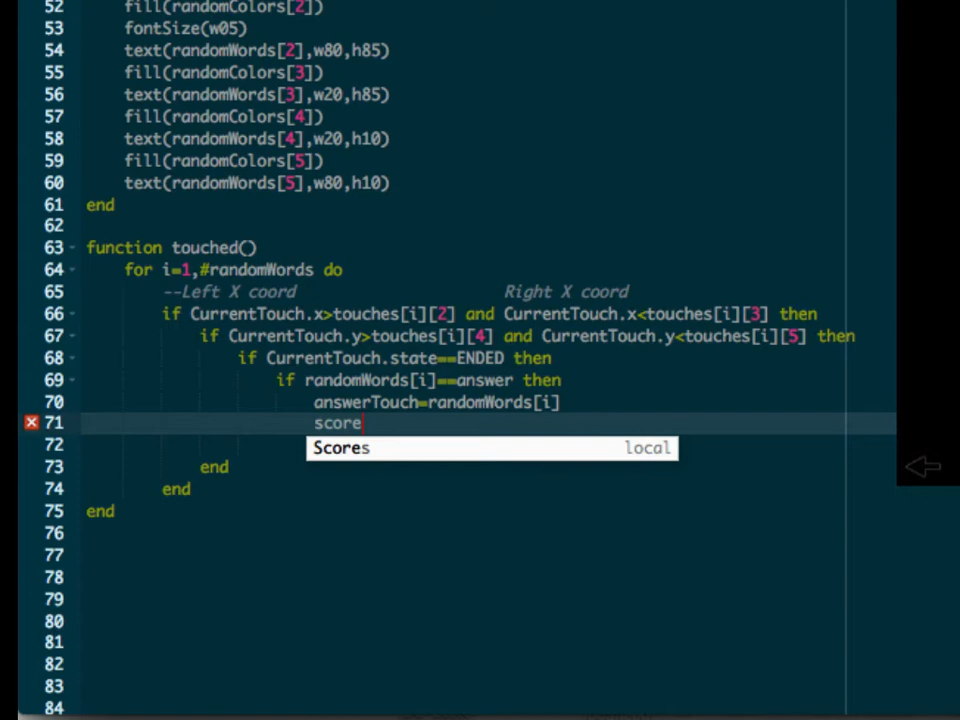 52 fill(randomColors[2])
53 fontSize(w05)
54 text(randomWords[2],w80,h85)
55 fill(randomColors[3])
56 text(randomWords[3],w20,h85)
57 fill(randomColors[4])
58 text(randomWords[4],w20,h10)
59 fill(randomColors[5])
60 text(randomWords[5],w80,h10)
61 end
62
63 function touched()
64 for i=1,#randomWords do
65 --Left X coord Right X coord
66 if CurrentTouch.x>touches[i][2] and CurrentTouch.x<touches[i][3] then
67 if CurrentTouch.y>touches[i][4] and CurrentTouch.y<touches[i][5] then
68 if CurrentTouch.state==ENDED then
69 if randomWords[i]==answer then
70 answerTouch=randomWords[i]
71 score
72 Scores local
73 end
74 end
75 end
76
77
78
79
80
81
82
83
84